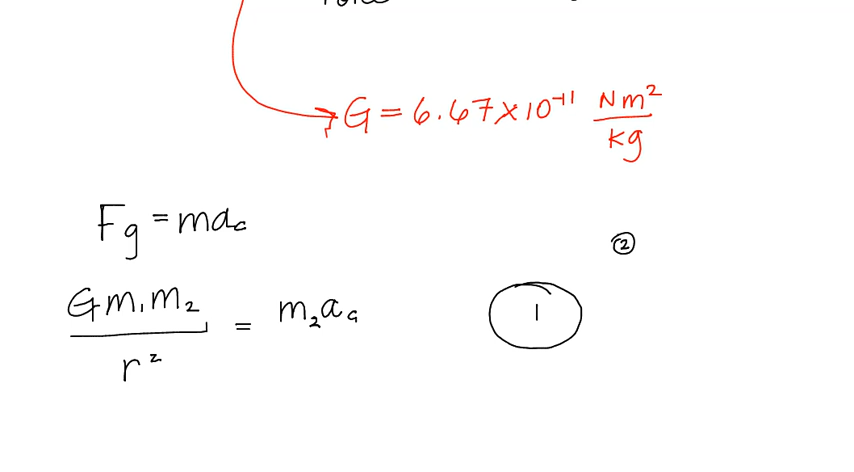 G = 6.67 x 10^-11 Nm²/kg
Fg = mac
② 
Gm₁m₂/r² = m₂ac
1